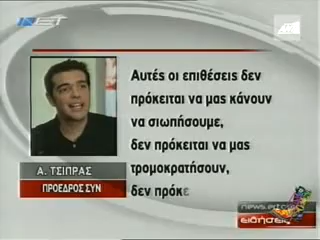 NET
Αυτές οι επιθέσεις δεν
πρόκειται να μας κάνουν
να σιωπήσουμε,
δεν πρόκειται να μας
τρομοκρατήσουν,
δεν πρόκε
Α. ΤΣΙΠΡΑΣ
ΠΡΟΕΔΡΟΣ ΣΥΝ
ειδήσεις